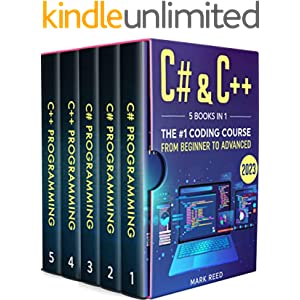 kindleunlimited
C# & C++
5 BOOKS IN 1
THE #1 CODING COURSE
FROM BEGINNER TO ADVANCED
2023
MARK REED
C++ PROGRAMMING
5
C++ PROGRAMMING
4
C# PROGRAMMING
3
C# PROGRAMMING
2
C# PROGRAMMING
1